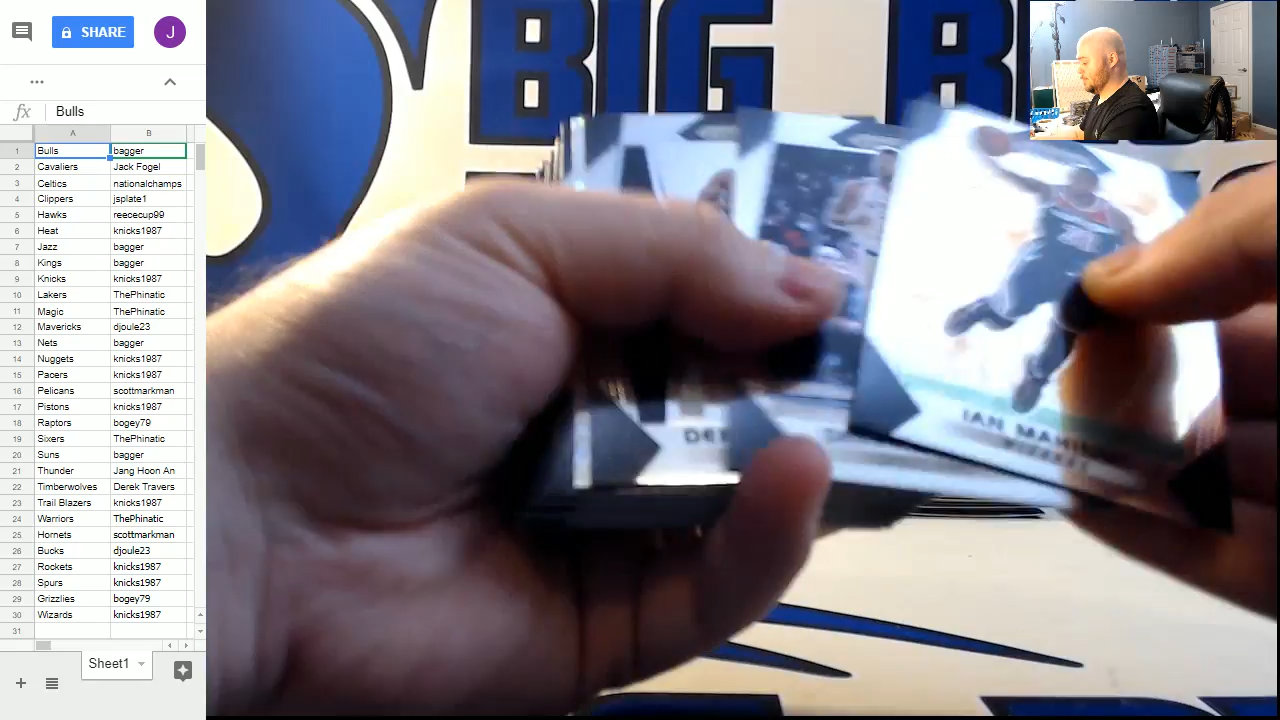 SHARE
J
...
fx Bulls
A B
1 Bulls bagger
2 Cavaliers Jack Fogel
3 Celtics nationalchamps
4 Clippers jsplate1
5 Hawks reececup99
6 Heat knicks1987
7 Jazz bagger
8 Kings bagger
9 Knicks knicks1987
10 Lakers ThePhinatic
11 Magic ThePhinatic
12 Mavericks djoule23
13 Nets bagger
14 Nuggets knicks1987
15 Pacers knicks1987
16 Pelicans scottmarkman
17 Pistons knicks1987
18 Raptors bogey79
19 Sixers ThePhinatic
20 Suns bagger
21 Thunder Jang Hoon An
22 Timberwolves Derek Travers
23 Trail Blazers knicks1987
24 Warriors ThePhinatic
25 Hornets scottmarkman
26 Bucks djoule23
27 Rockets knicks1987
28 Spurs knicks1987
29 Grizzlies bogey79
30 Wizards knicks1987
31
Sheet1
BIG B
DE
IAN MAHI
WIZARDS